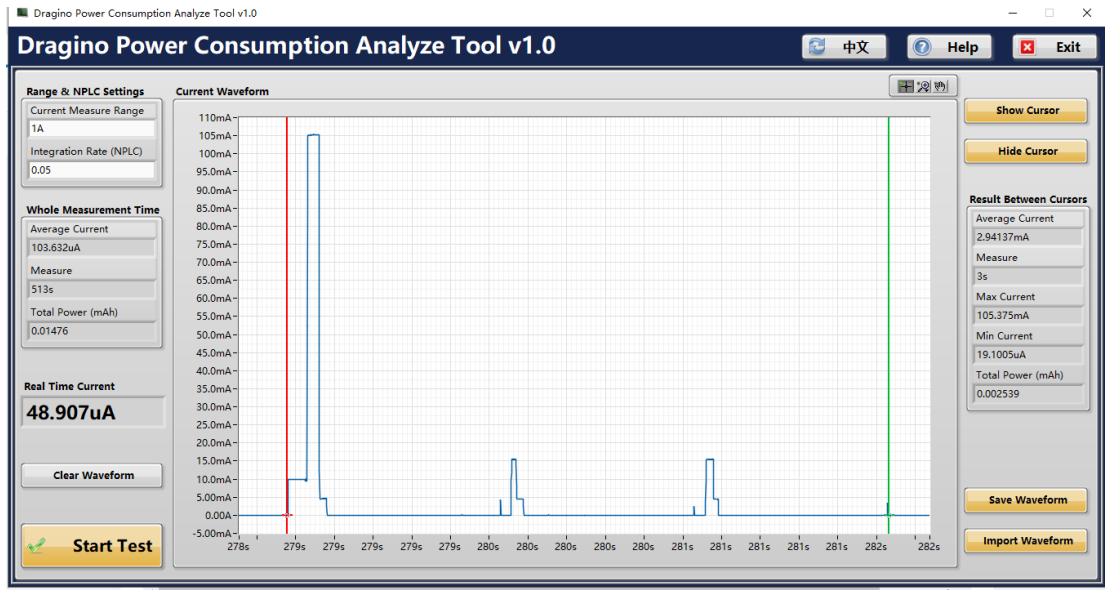 Dragino Power Consumption Analyze Tool v1.0
Dragino Power Consumption Analyze Tool v1.0
中文
Help
Exit
Range & NPLC Settings
Current Measure Range
1A
Integration Rate (NPLC)
0.05
Whole Measurement Time
Average Current
103.632uA
Measure
513s
Total Power (mAh)
0.01476
Real Time Current
48.907uA
Clear Waveform
Start Test
Current Waveform
110mA
105mA
100mA
95.0mA
90.0mA
85.0mA
80.0mA
75.0mA
70.0mA
65.0mA
60.0mA
55.0mA
50.0mA
45.0mA
40.0mA
35.0mA
30.0mA
25.0mA
20.0mA
15.0mA
10.0mA
5.00mA
0.00A
-5.00mA
278s 279s 279s 279s 279s 279s 280s 280s 280s 280s 280s 281s 281s 281s 281s 281s 282s 282s
Show Cursor
Hide Cursor
Result Between Cursors
Average Current
2.94137mA
Measure
3s
Max Current
105.375mA
Min Current
19.1005uA
Total Power (mAh)
0.002539
Save Waveform
Import Waveform